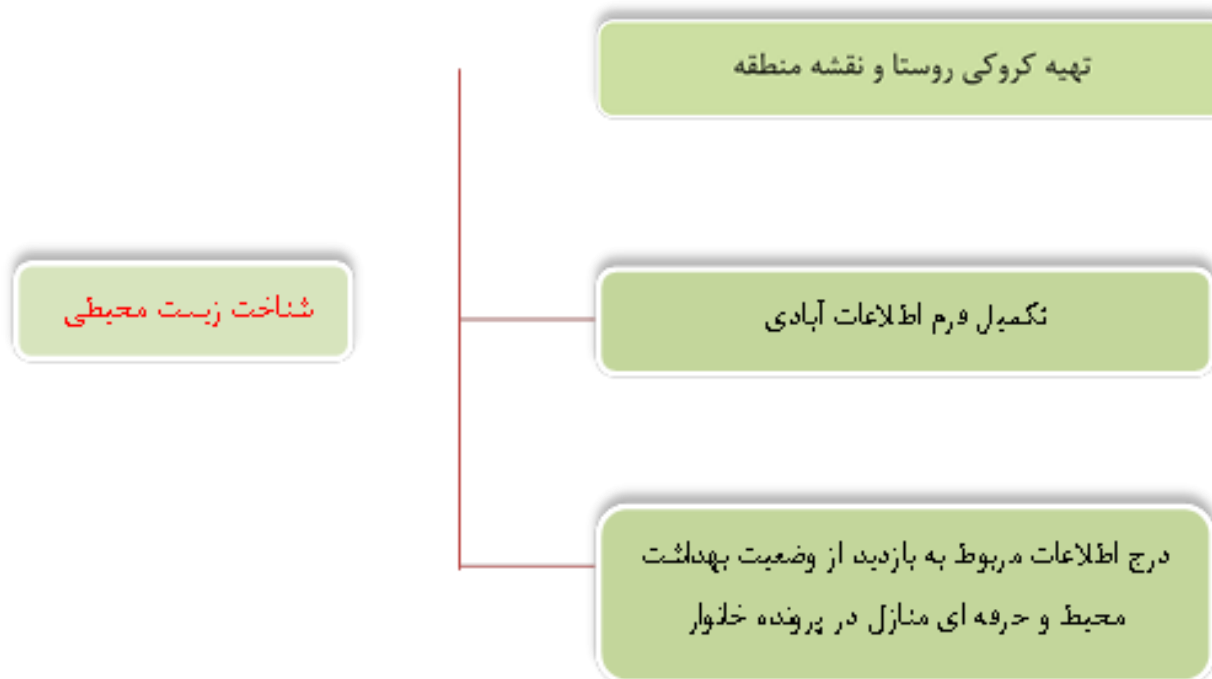 تهیه کروکی روستا و نقشه منطقه
شناخت زیست محیطی
تکمیل فرم اطلاعات آبادی
درج اطلاعات مربوط به بازدید از وضعیت بهداشت
محیط و حرفه ای منازل در پرونده خانوار